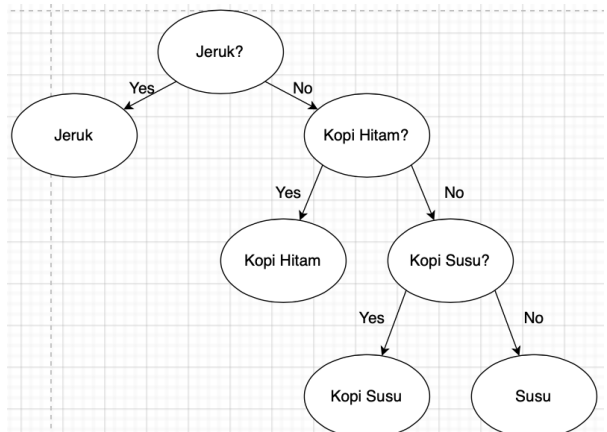 Jeruk?
Yes
No
Jeruk
Kopi Hitam?
Yes
No
Kopi Hitam
Kopi Susu?
Yes
No
Kopi Susu
Susu